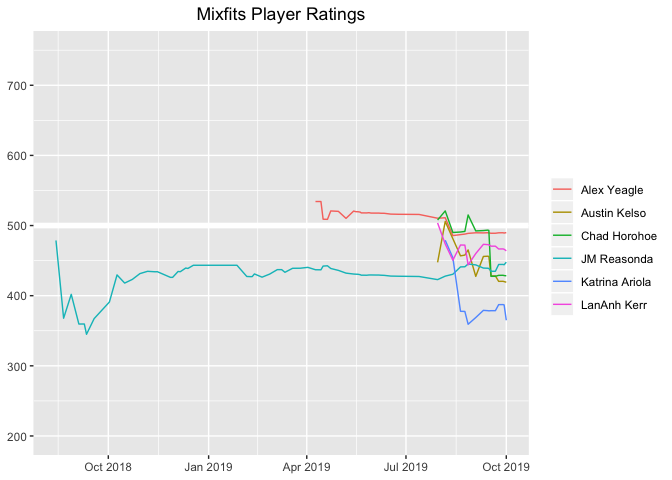 Mixfits Player Ratings
700
600
500
400
300
200
Oct 2018
Jan 2019
Apr 2019
Jul 2019
Oct 2019
Alex Yeagle
Austin Kelso
Chad Horohoe
JM Reasonda
Katrina Ariola
LanAnh Kerr